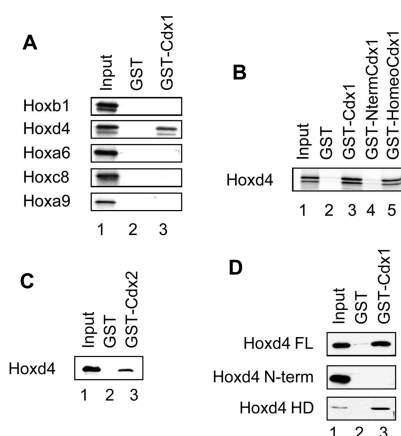 A
Input
GST
GST-Cdx1
Hoxb1
Hoxd4
Hoxa6
Hoxc8
Hoxa9
1 2 3
B
Input
GST
GST-Cdx1
GST-NtermCdx1
GST-HomeoCdx1
Hoxd4
1 2 3 4 5
C
Input
GST
GST-Cdx2
Hoxd4
1 2 3
D
Input
GST
GST-Cdx1
Hoxd4 FL
Hoxd4 N-term
Hoxd4 HD
1 2 3